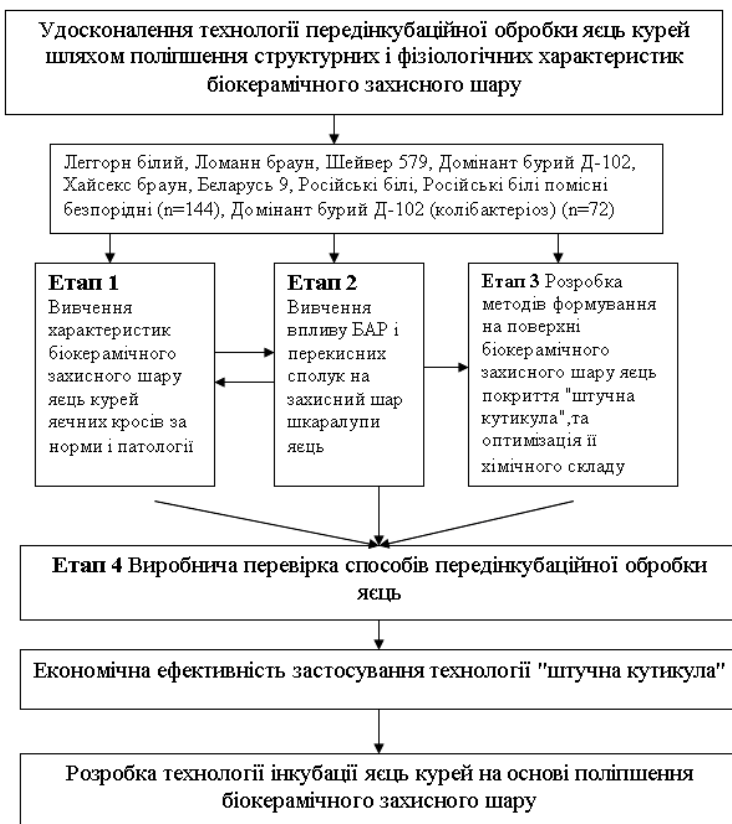 Удосконалення технології передінкубаційної обробки яєць курей
шляхом поліпшення структурних і фізіологічних характеристик
біокерамічного захисного шару
Леггорн білий, Ломанн браун, Шейвер 579, Домінант бурий Д-102,
Хайсекс браун, Бєларусь 9, Російські білі, Російські білі помісні
безпорідні (n=144), Домінант бурий Д-102 (колібактеріоз) (n=72)
Етап 1
Вивчення
характеристик
біокерамічного
захисного шару
яєць курей
яєчних кросів за
норми і патології
Етап 2
Вивчення
впливу БАР і
перекисних
сполук на
захисний шар
шкаралупи
яєць
Етап 3 Розробка
методів формування
на поверхні
біокерамічного
захисного шару яєць
покриття "штучна
кутикула",та
оптимізація її
хімічного складу
Етап 4 Виробнича перевірка способів передінкубаційної обробки
яєць
Економічна ефективність застосування технології "штучна кутикула"
Розробка технології інкубації яєць курей на основі поліпшення
біокерамічного захисного шару